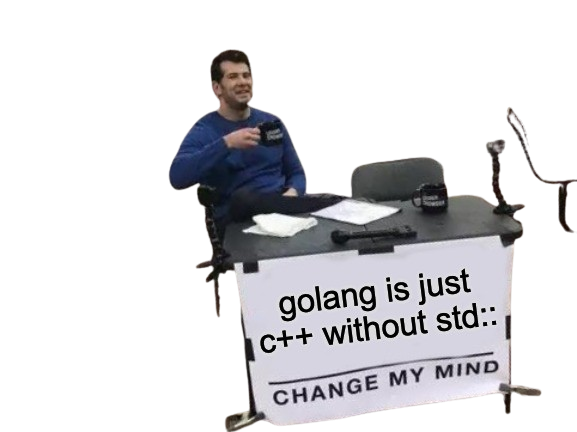 golang is just
c++ without std::
CHANGE MY MIND